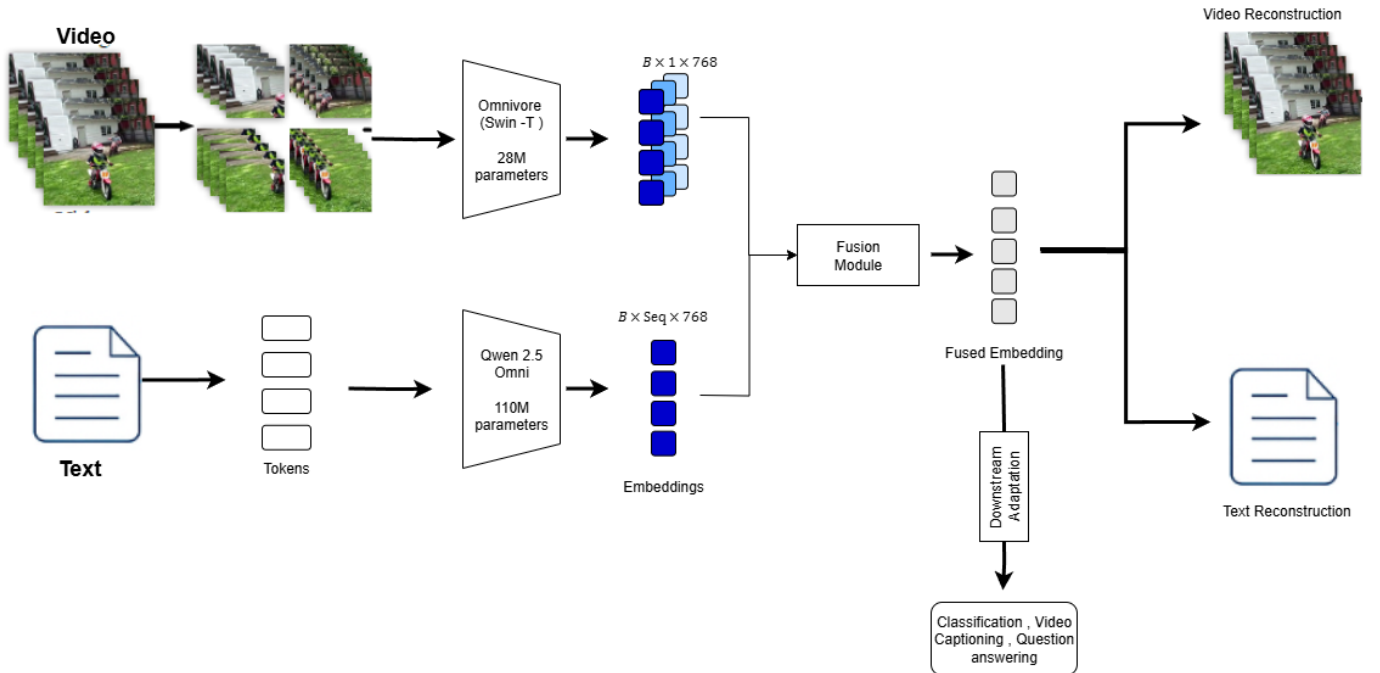 Video
Omnivore
(Swin -T )
28M
parameters
B × 1 × 768
Video Reconstruction
Fusion
Module
Fused Embedding
Text
Tokens
Qwen 2.5
Omni
110M
parameters
B × Seq × 768
Embeddings
Downstream
Adaptation
Classification , Video
Captioning , Question
answering
Text Reconstruction